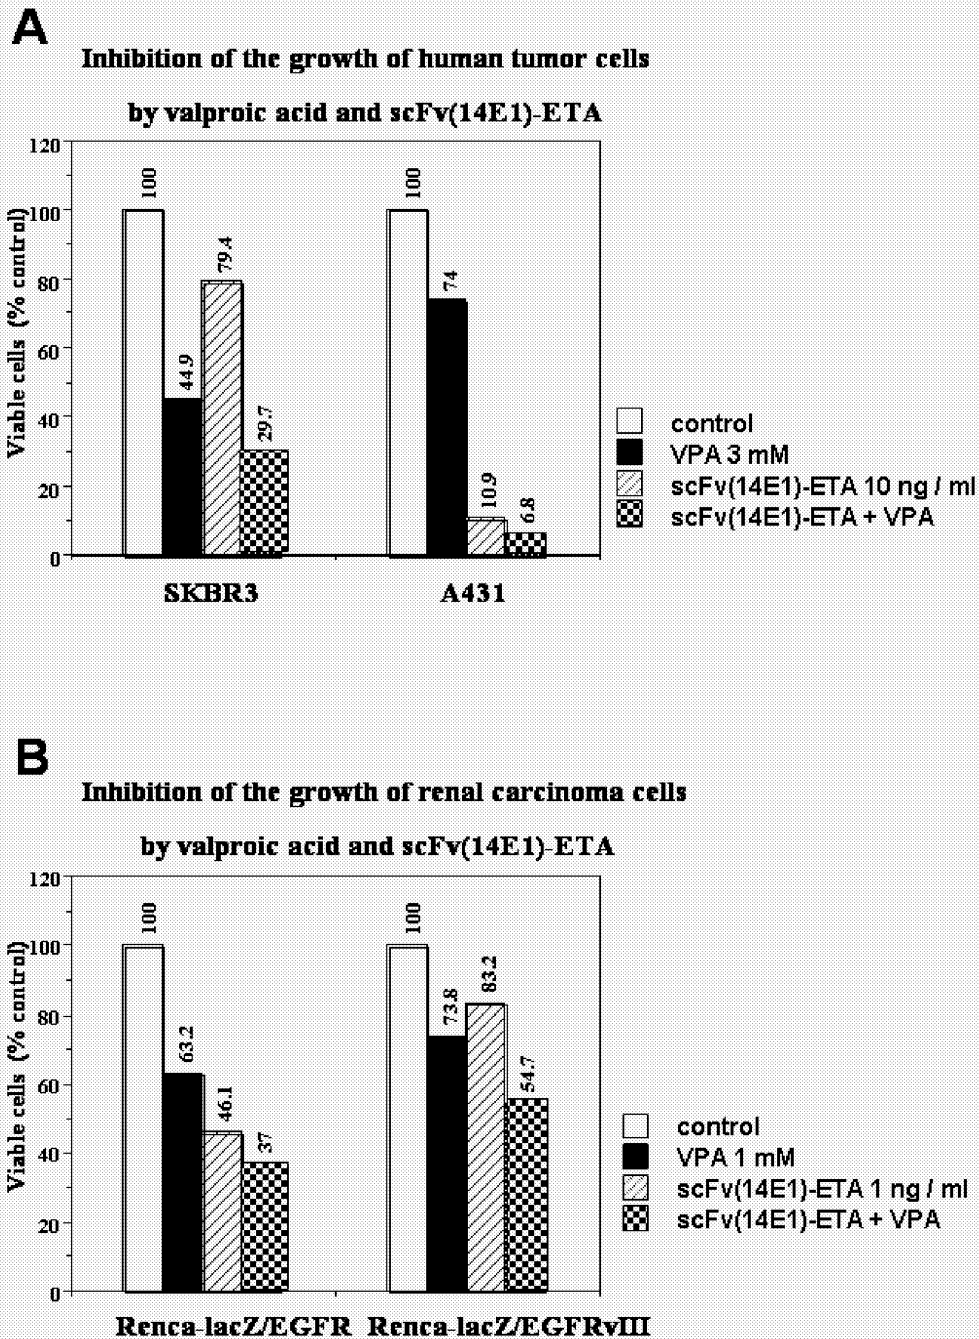 A
Inhibition of the growth of human tumor cells
by valproic acid and scFv(14E1)-ETA
Viable cells (% control)
120
100
80
60
40
20
0
100
44.9
79.4
29.7
100
74
10.9
6.8
SKBR3
A431
control
VPA 3 mM
scFv(14E1)-ETA 10 ng / ml
scFv(14E1)-ETA + VPA
B
Inhibition of the growth of renal carcinoma cells
by valproic acid and scFv(14E1)-ETA
Viable cells (% control)
120
100
80
60
40
20
0
100
63.2
46.1
37
100
73.8
83.2
54.7
Renca-lacZ/EGFR
Renca-lacZ/EGFRvIII
control
VPA 1 mM
scFv(14E1)-ETA 1 ng / ml
scFv(14E1)-ETA + VPA